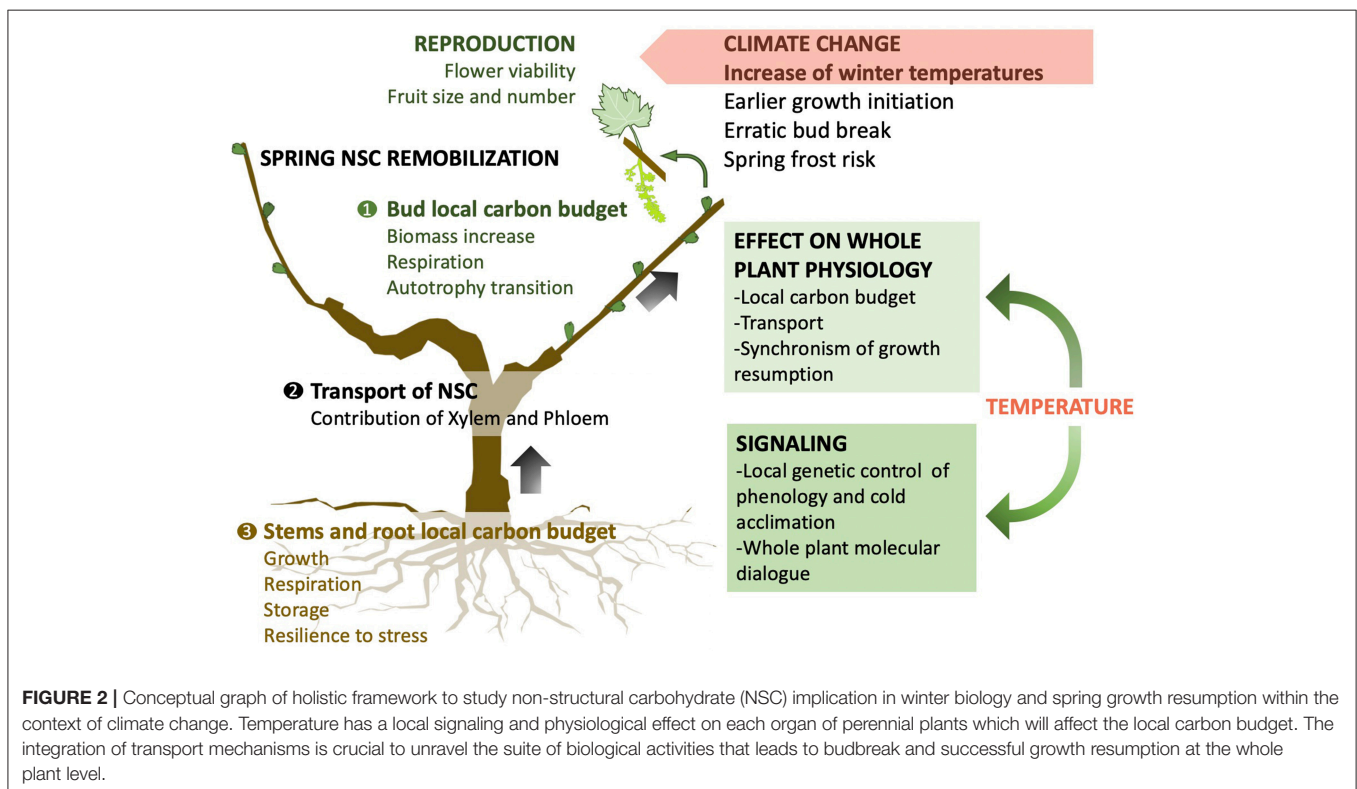 REPRODUCTION
Flower viability
Fruit size and number
CLIMATE CHANGE
Increase of winter temperatures
Earlier growth initiation
Erratic bud break
Spring frost risk
SPRING NSC REMOBILIZATION
❶ Bud local carbon budget
Biomass increase
Respiration
Autotrophy transition
❷ Transport of NSC
Contribution of Xylem and Phloem
❸ Stems and root local carbon budget
Growth
Respiration
Storage
Resilience to stress
EFFECT ON WHOLE
PLANT PHYSIOLOGY
-Local carbon budget
-Transport
-Synchronism of growth
resumption
TEMPERATURE
SIGNALING
-Local genetic control of
phenology and cold
acclimation
-Whole plant molecular
dialogue
FIGURE 2 | Conceptual graph of holistic framework to study non-structural carbohydrate (NSC) implication in winter biology and spring growth resumption within the
context of climate change. Temperature has a local signaling and physiological effect on each organ of perennial plants which will affect the local carbon budget. The
integration of transport mechanisms is crucial to unravel the suite of biological activities that leads to budbreak and successful growth resumption at the whole
plant level.